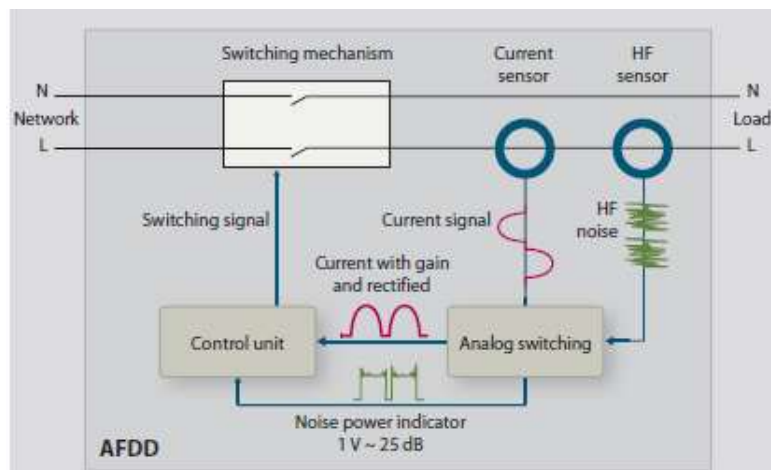 Switching mechanism
Current
sensor
HF
sensor
N
Network
L
N
Load
L
Switching signal
Current signal
HF
noise
Current with gain
and rectified
Control unit
Analog switching
Noise power indicator
1 V ~ 25 dB
AFDD